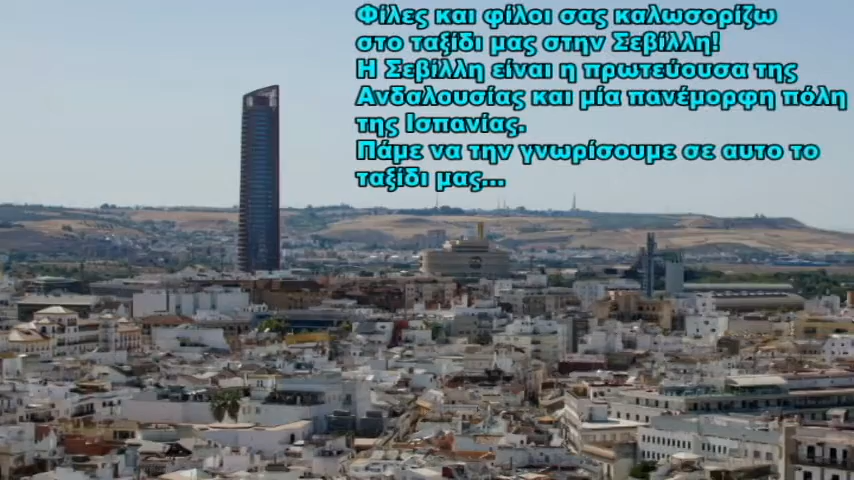 Φίλες και φίλοι σας καλωσορίζω
στο ταξίδι μας στην Σεβίλλη!
Η Σεβίλλη είναι η πρωτεύουσα της
Ανδαλουσίας και μία πανέμορφη πόλη
της Ισπανίας.
Πάμε να την γνωρίσουμε σε αυτο το
ταξίδι μας...